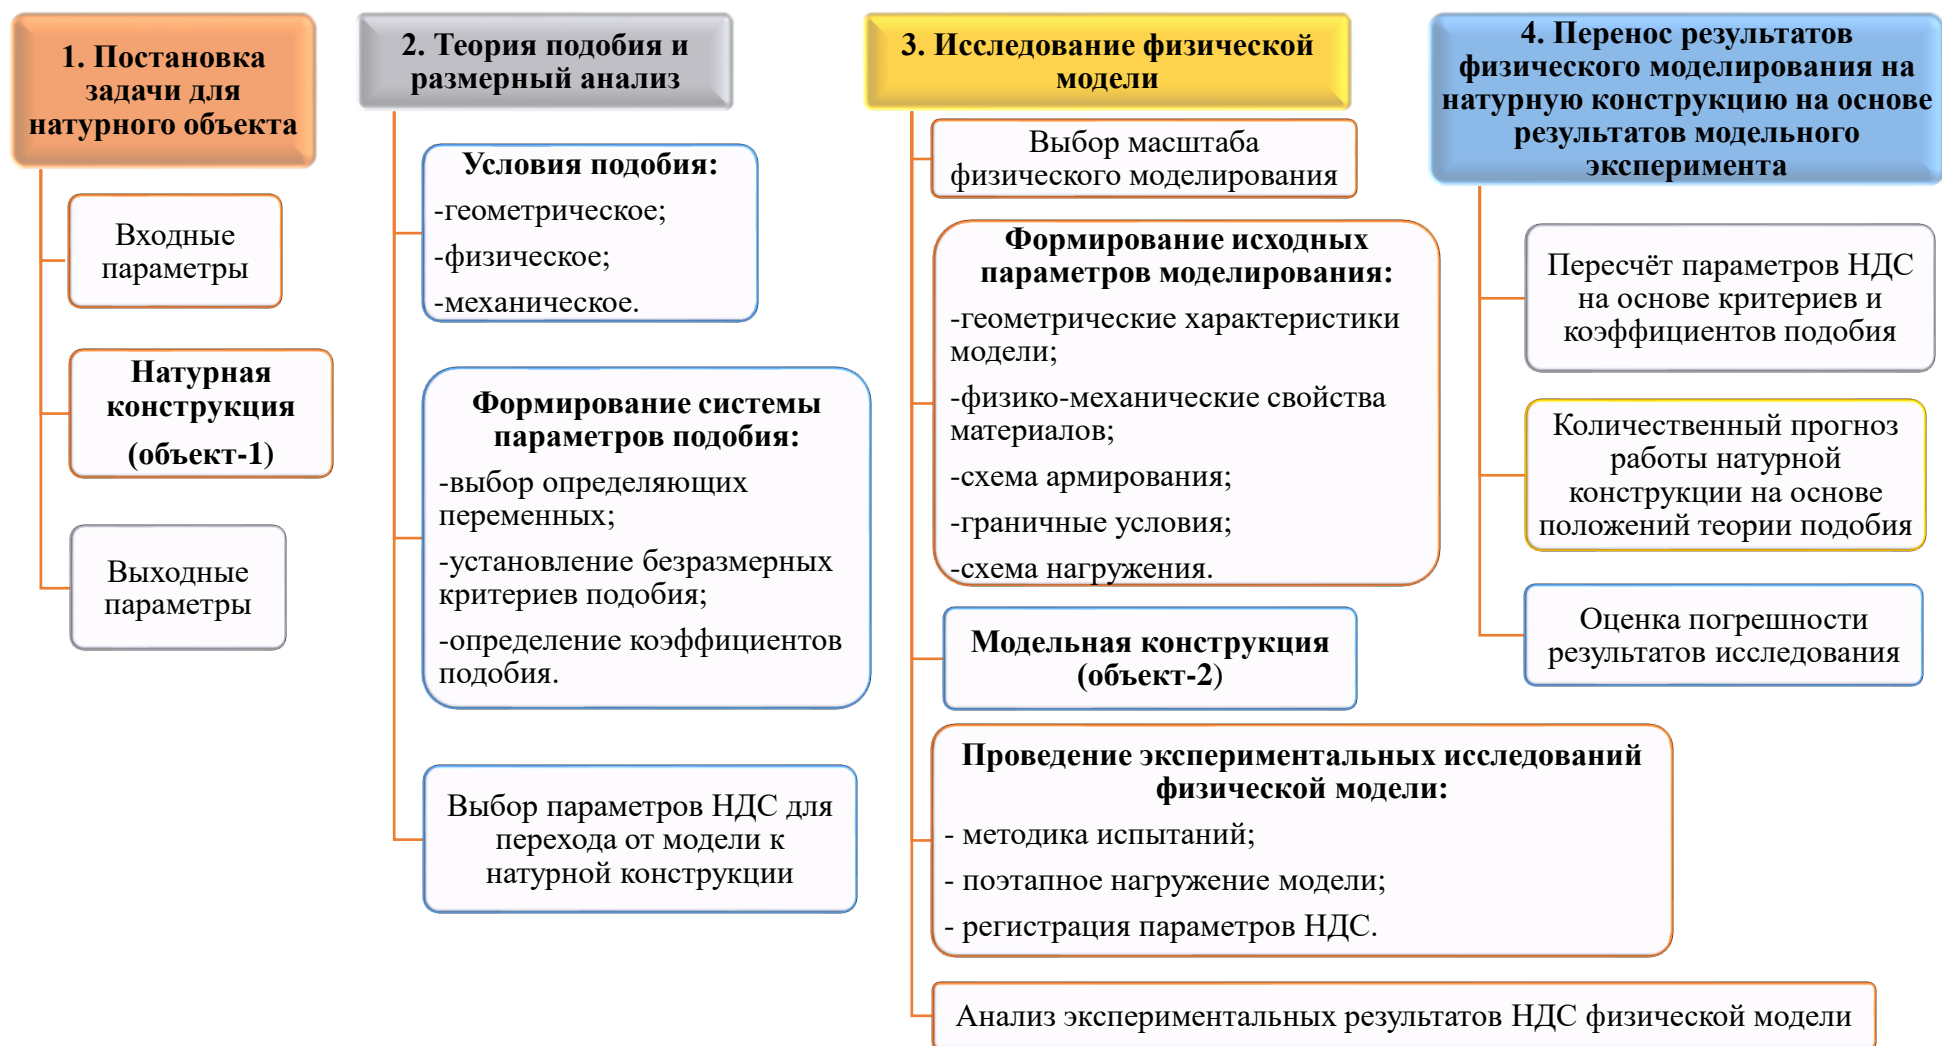 1. Постановка
задачи для
натурного объекта
Входные
параметры
Натурная
конструкция
(объект-1)
Выходные
параметры
2. Теория подобия и
размерный анализ
Условия подобия:
-геометрическое;
-физическое;
-механическое.
Формирование системы
параметров подобия:
-выбор определяющих
переменных;
-установление безразмерных
критериев подобия;
-определение коэффициентов
подобия.
Выбор параметров НДС для
перехода от модели к
натурной конструкции
3. Исследование физической
модели
Выбор масштаба
физического моделирования
Формирование исходных
параметров моделирования:
-геометрические характеристики
модели;
-физико-механические свойства
материалов;
-схема армирования;
-граничные условия;
-схема нагружения.
Модельная конструкция
(объект-2)
Проведение экспериментальных исследований
физической модели:
- методика испытаний;
- поэтапное нагружение модели;
- регистрация параметров НДС.
Анализ экспериментальных результатов НДС физической модели
4. Перенос результатов
физического моделирования на
натурную конструкцию на основе
результатов модельного
эксперимента
Пересчёт параметров НДС
на основе критериев и
коэффициентов подобия
Количественный прогноз
работы натурной
конструкции на основе
положений теории подобия
Оценка погрешности
результатов исследования